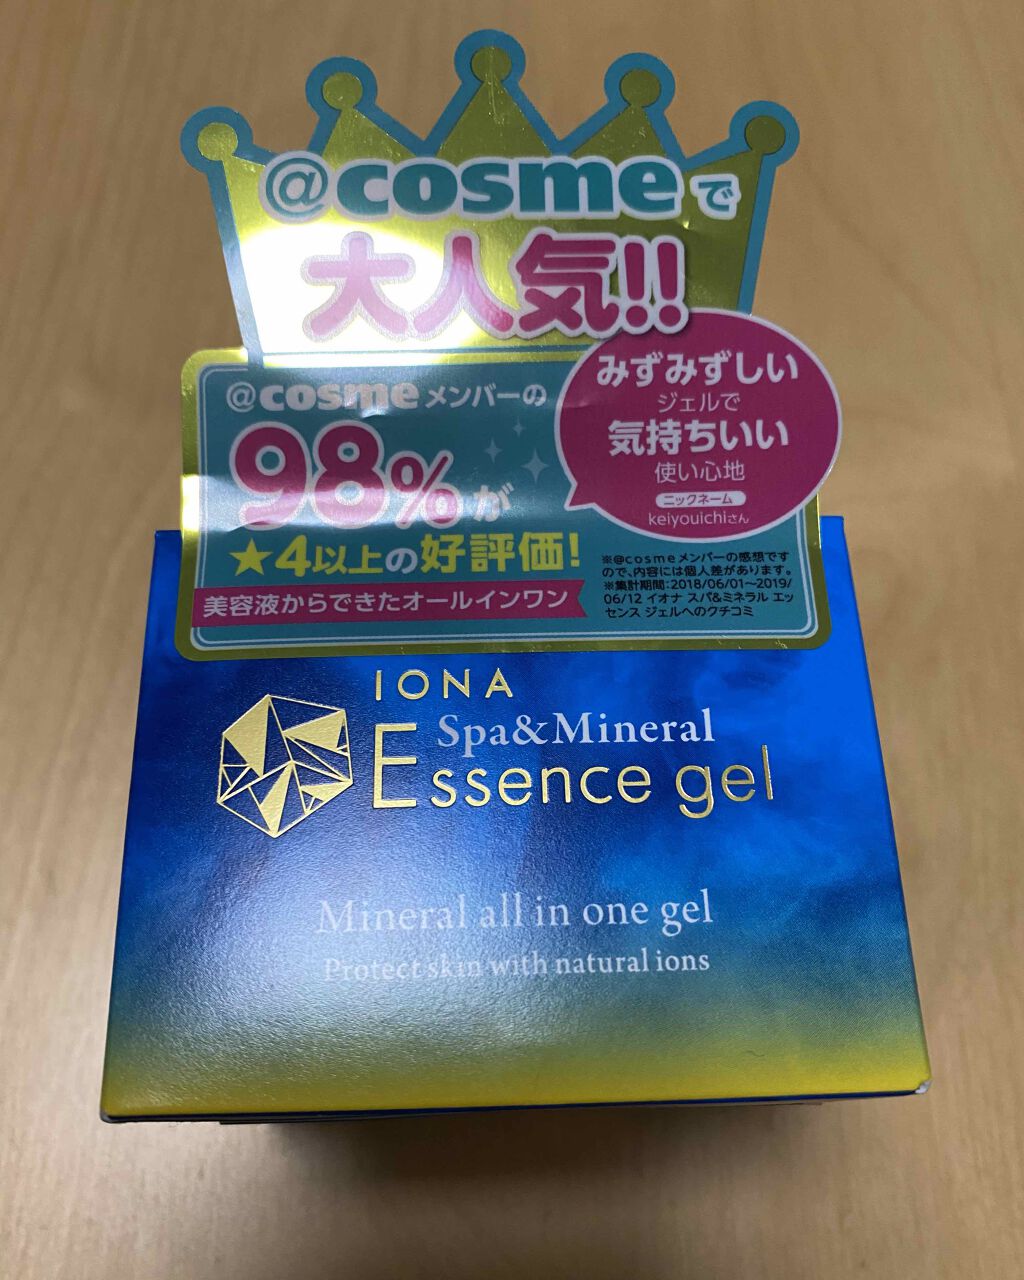 @cosmeで
大人気!!
@cosmeメンバーの
98%が
★4以上の好評価!
美容液からできたオールインワン
みずみずしい
ジェルで
気持ちいい
使い心地
ニックネーム
keiyouichiさん
※@cosmeメンバーの感想です
ので、内容には個人差があります。
※集計期間:2018/06/01～2019/
06/12 イオナ スパ&ミネラル エッ
センス ジェルへのクチコミ
IONA
Spa&Mineral
Essence gel
Mineral all in one gel
Protect skin with natural ions